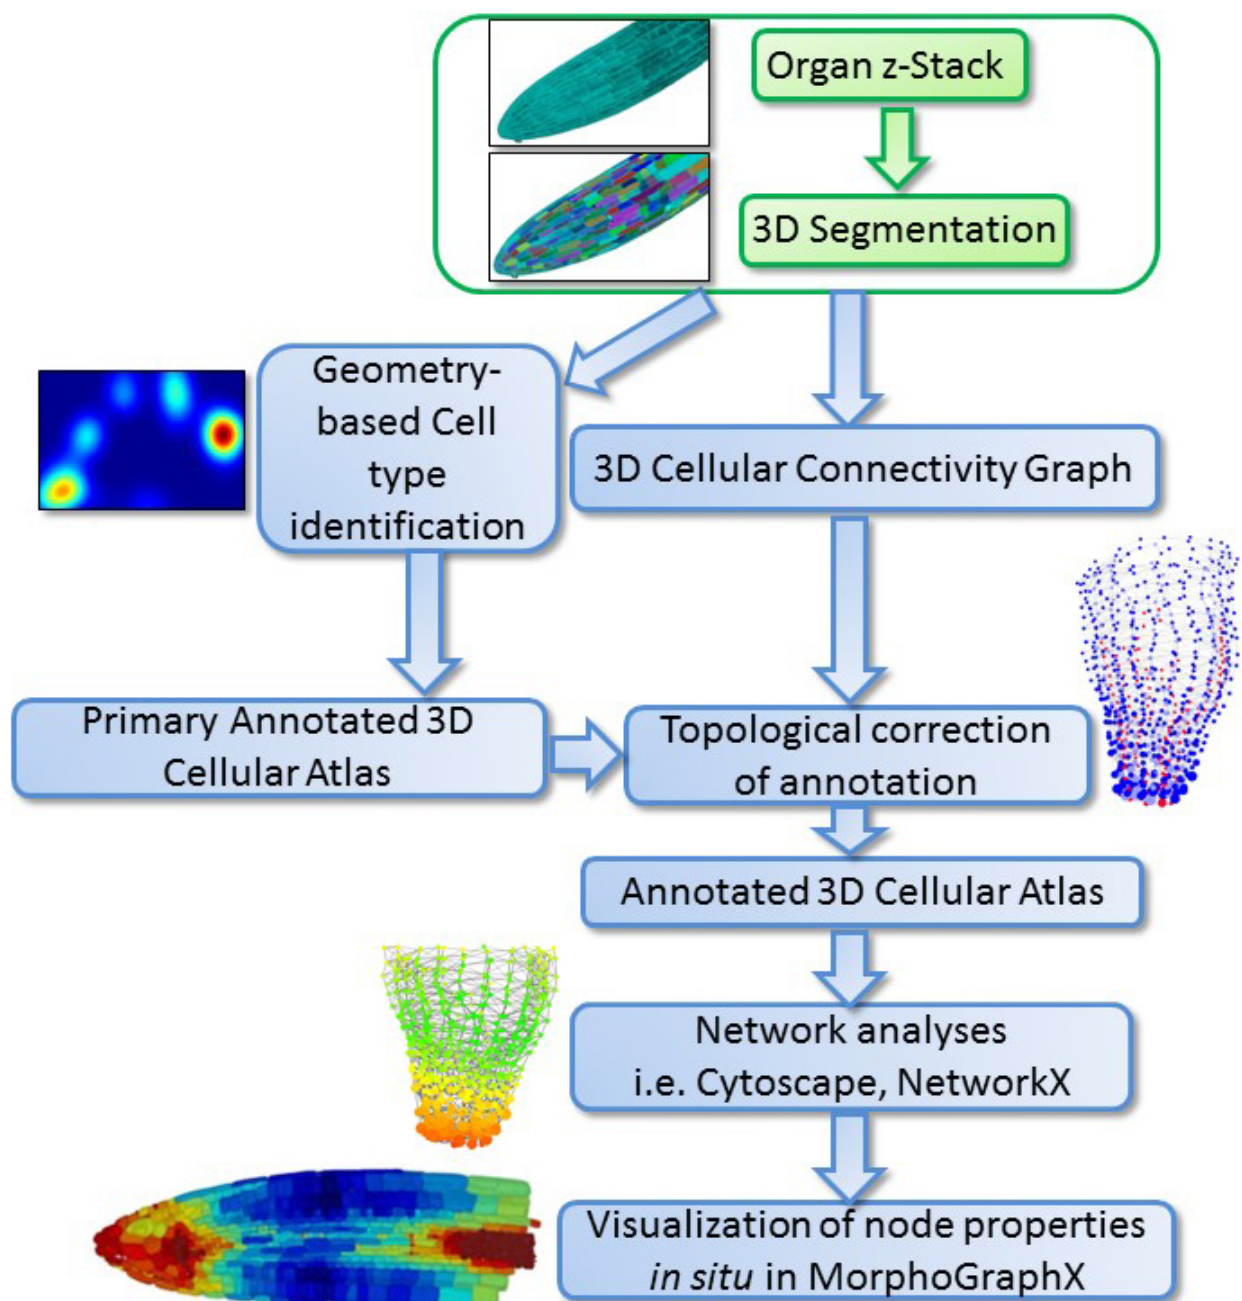 Organ z-Stack
3D Segmentation
Geometry-
based Cell
type
identification
3D Cellular Connectivity Graph
Primary Annotated 3D
Cellular Atlas
Topological correction
of annotation
Annotated 3D Cellular Atlas
Network analyses
i.e. Cytoscape, NetworkX
Visualization of node properties
in situ in MorphoGraphX